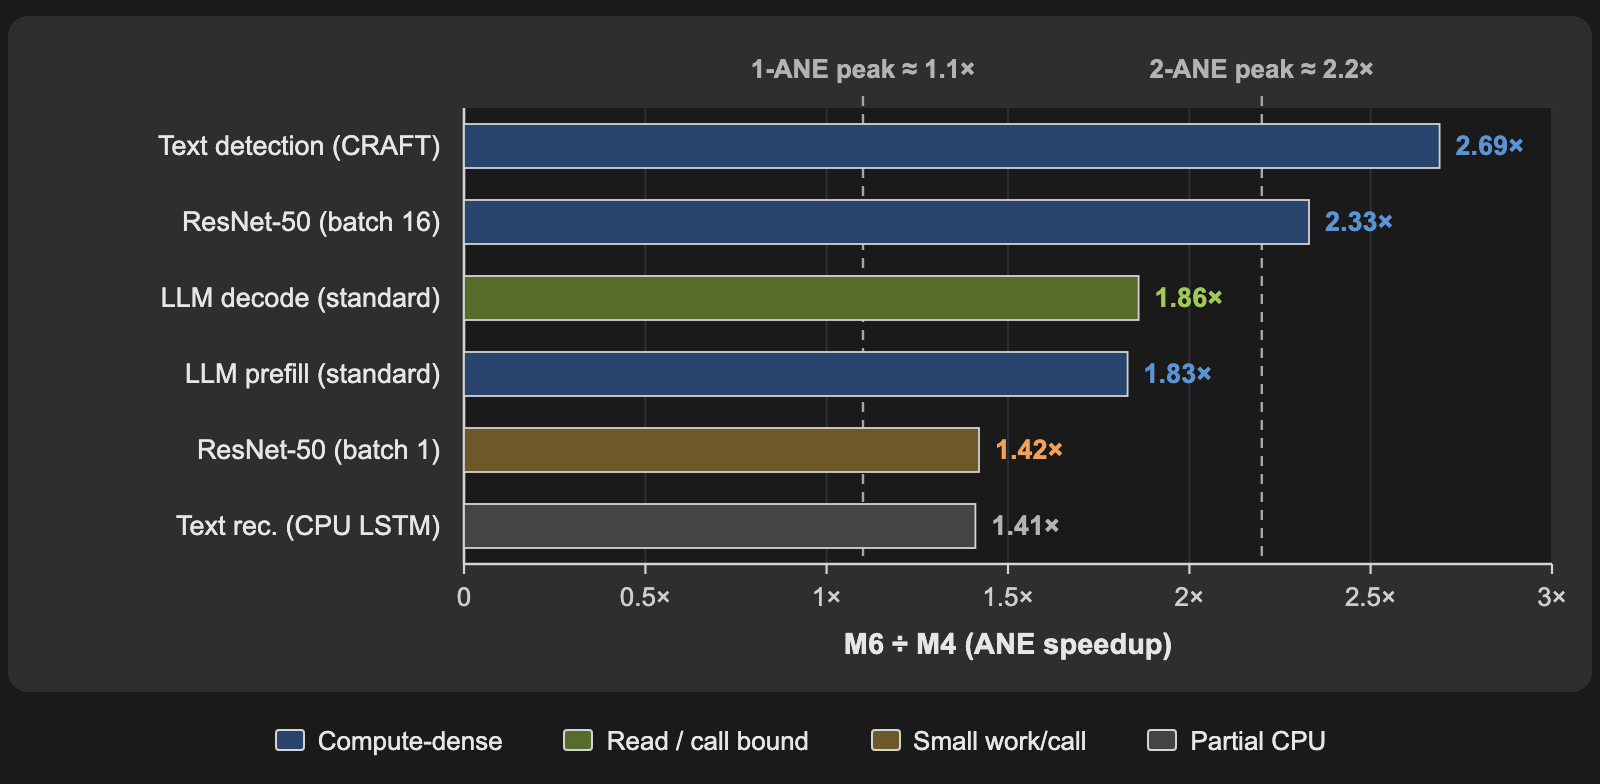 1-ANE peak ≈ 1.1×
2-ANE peak ≈ 2.2×
Text detection (CRAFT)
2.69×
ResNet-50 (batch 16)
2.33×
LLM decode (standard)
1.86×
LLM prefill (standard)
1.83×
ResNet-50 (batch 1)
1.42×
Text rec. (CPU LSTM)
1.41×
0
0.5×
1×
1.5×
2×
2.5×
3×
M6 ÷ M4 (ANE speedup)
Compute-dense
Read / call bound
Small work/call
Partial CPU